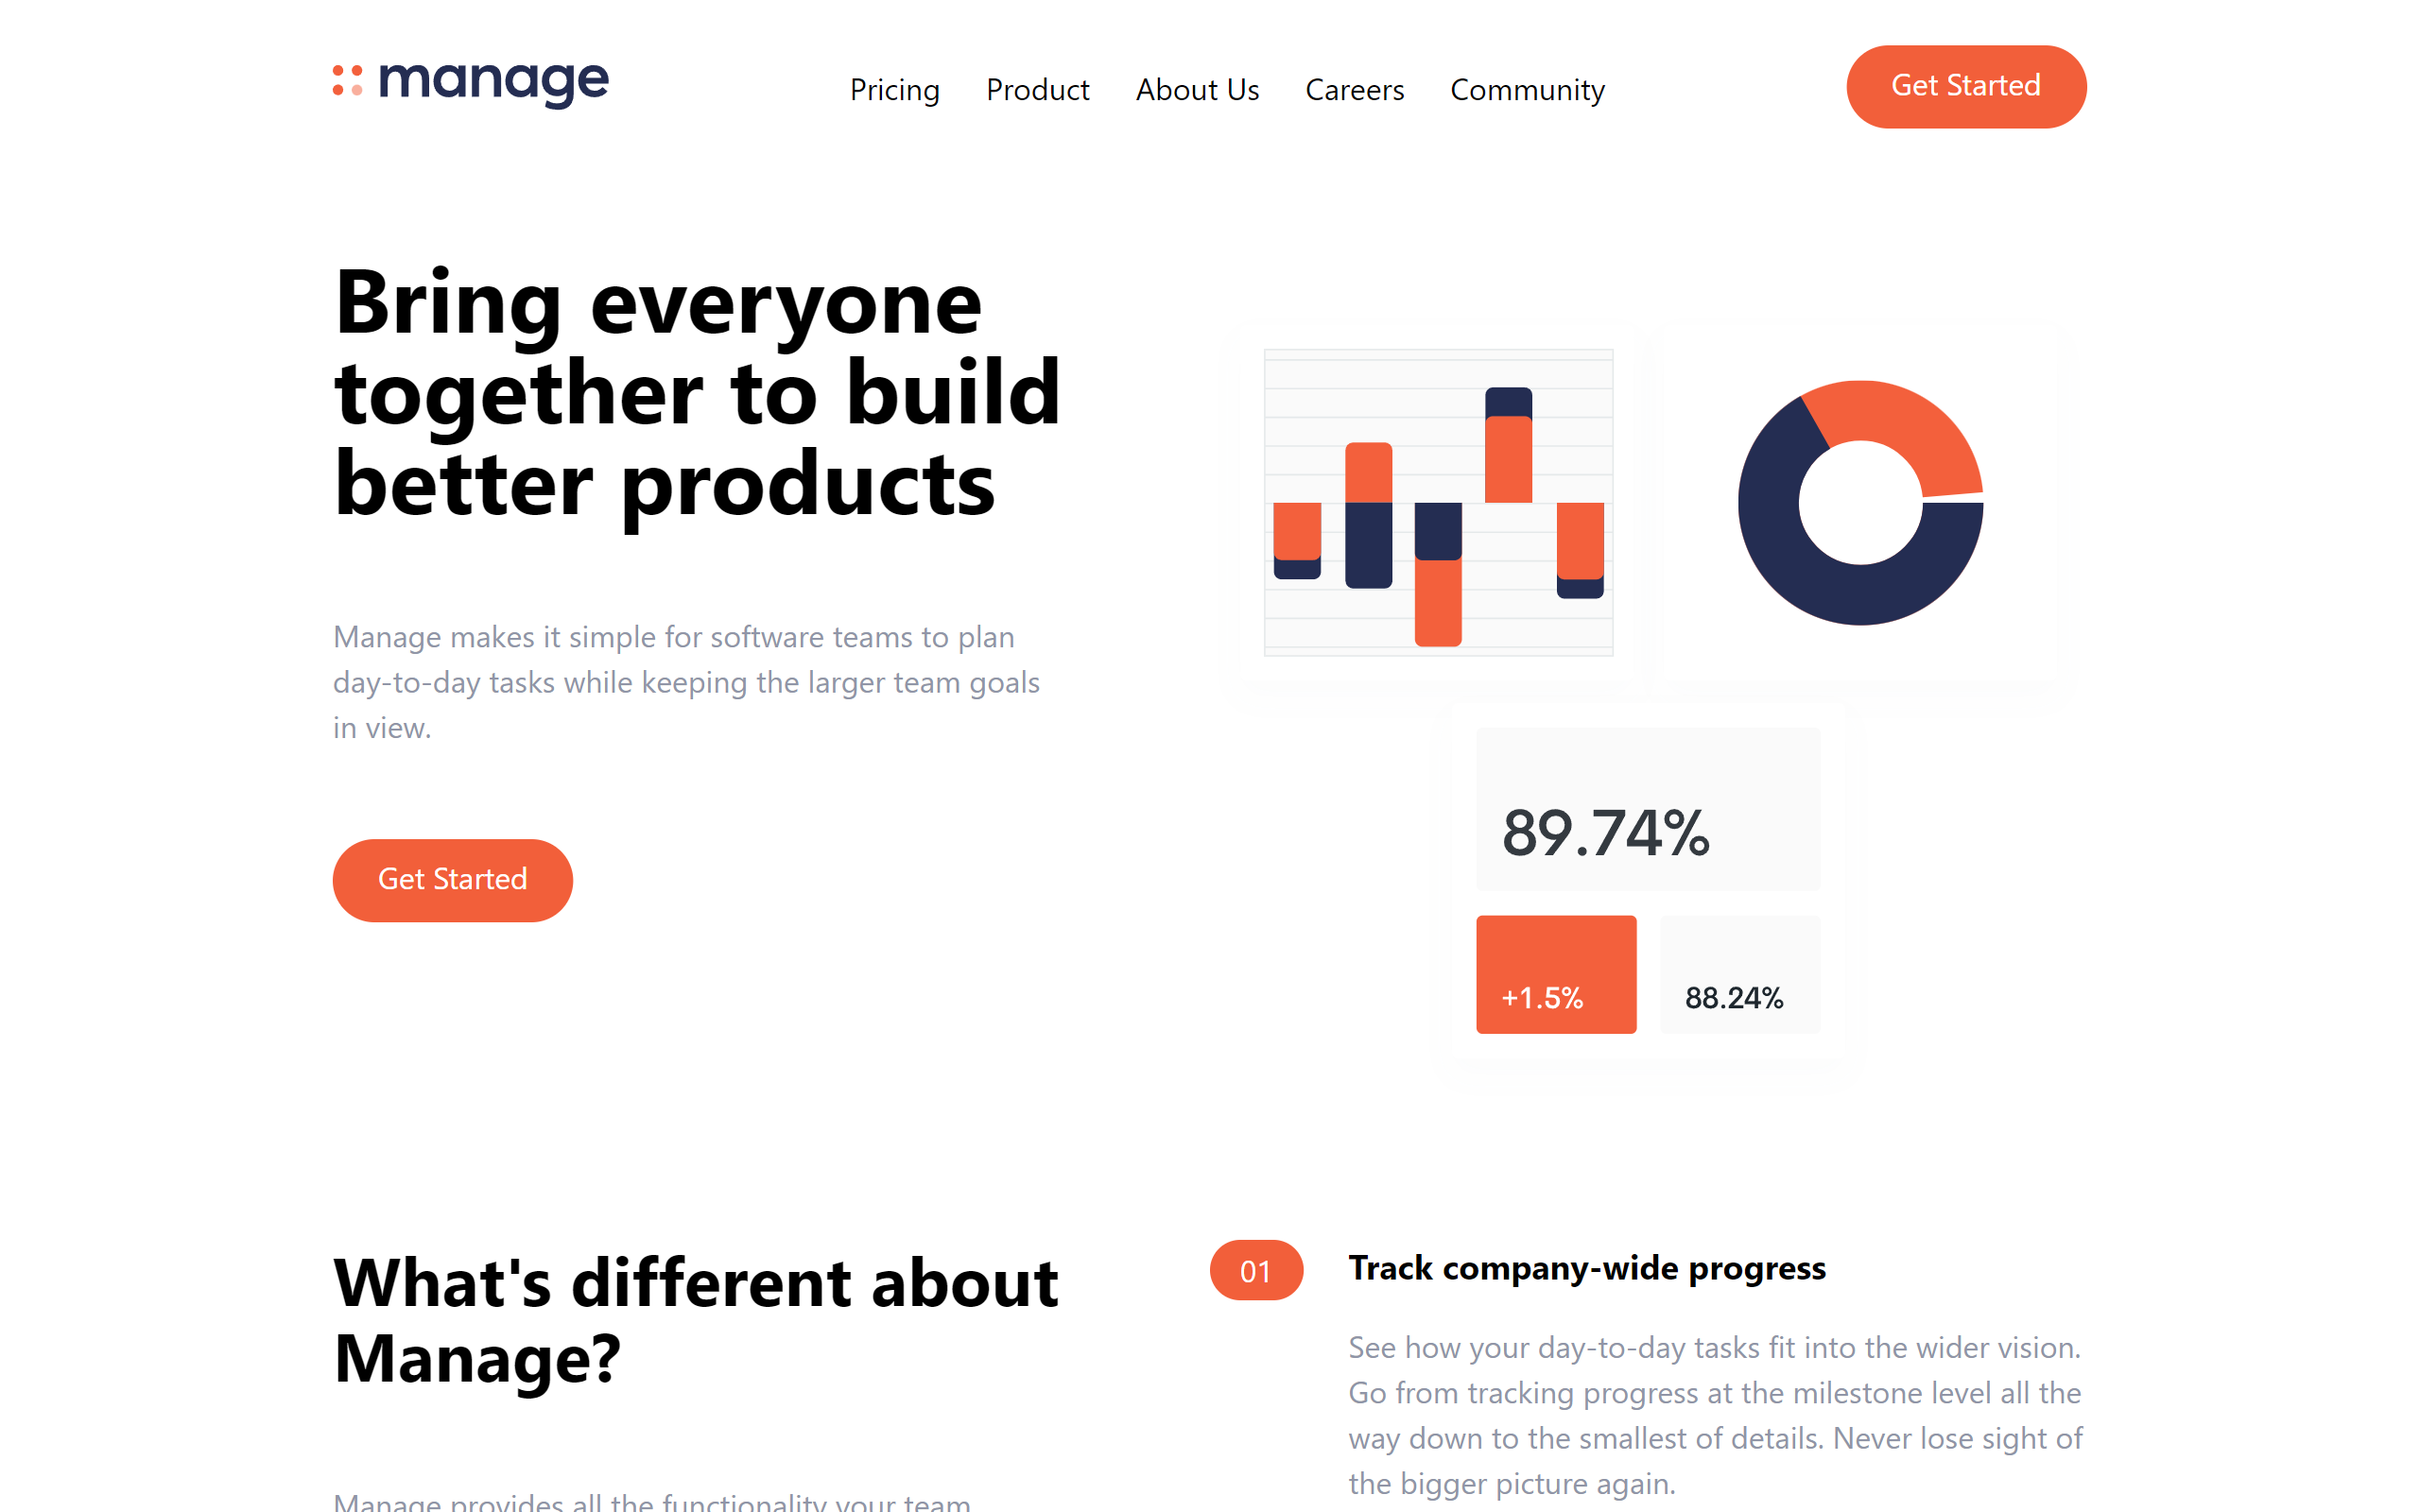 manage
Pricing Product About Us Careers Community
Get Started
Bring everyone
together to build
better products
Manage makes it simple for software teams to plan
day-to-day tasks while keeping the larger team goals
in view.
Get Started
89.74%
+1.5% 88.24%
What's different about
Manage?
Manage provides all the functionality your team
01 Track company-wide progress
See how your day-to-day tasks fit into the wider vision.
Go from tracking progress at the milestone level all the
way down to the smallest of details. Never lose sight of
the bigger picture again.